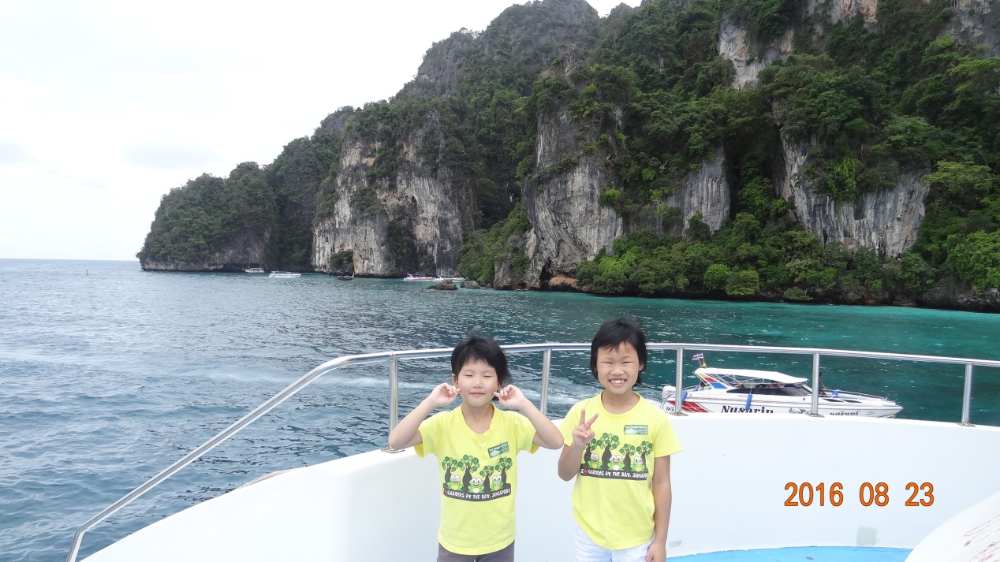 Nusarin
GARDENS BY THE BAY, SINGAPORE
I ❤ GARDENS BY THE BAY, SINGAPORE
2016 08 23